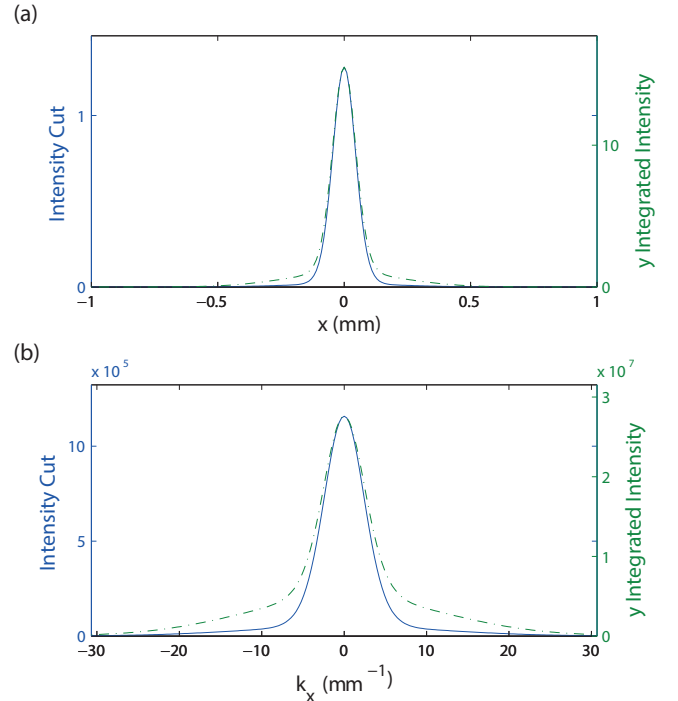 (a)
Intensity Cut
y Integrated Intensity
1
0
10
5
0
−1 −0.5 0 0.5 1
x (mm)
(b)
x 10 5
x 10 7
Intensity Cut
y Integrated Intensity
10
5
0
3
2
1
0
−30 −20 −10 0 10 20 30
k_x (mm −1)